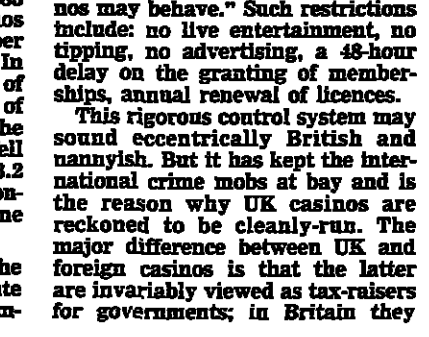 nos may behave." Such restrictions
include: no live entertainment, no
tipping, no advertising, a 48-hour
delay on the granting of member-
ships, annual renewal of licences.
This rigorous control system may
sound eccentrically British and
nannyish. But it has kept the inter-
national crime mobs at bay and is
the reason why UK casinos are
reckoned to be cleanly-run. The
major difference between UK and
foreign casinos is that the latter
are invariably viewed as tax-raisers
for governments; in Britain they